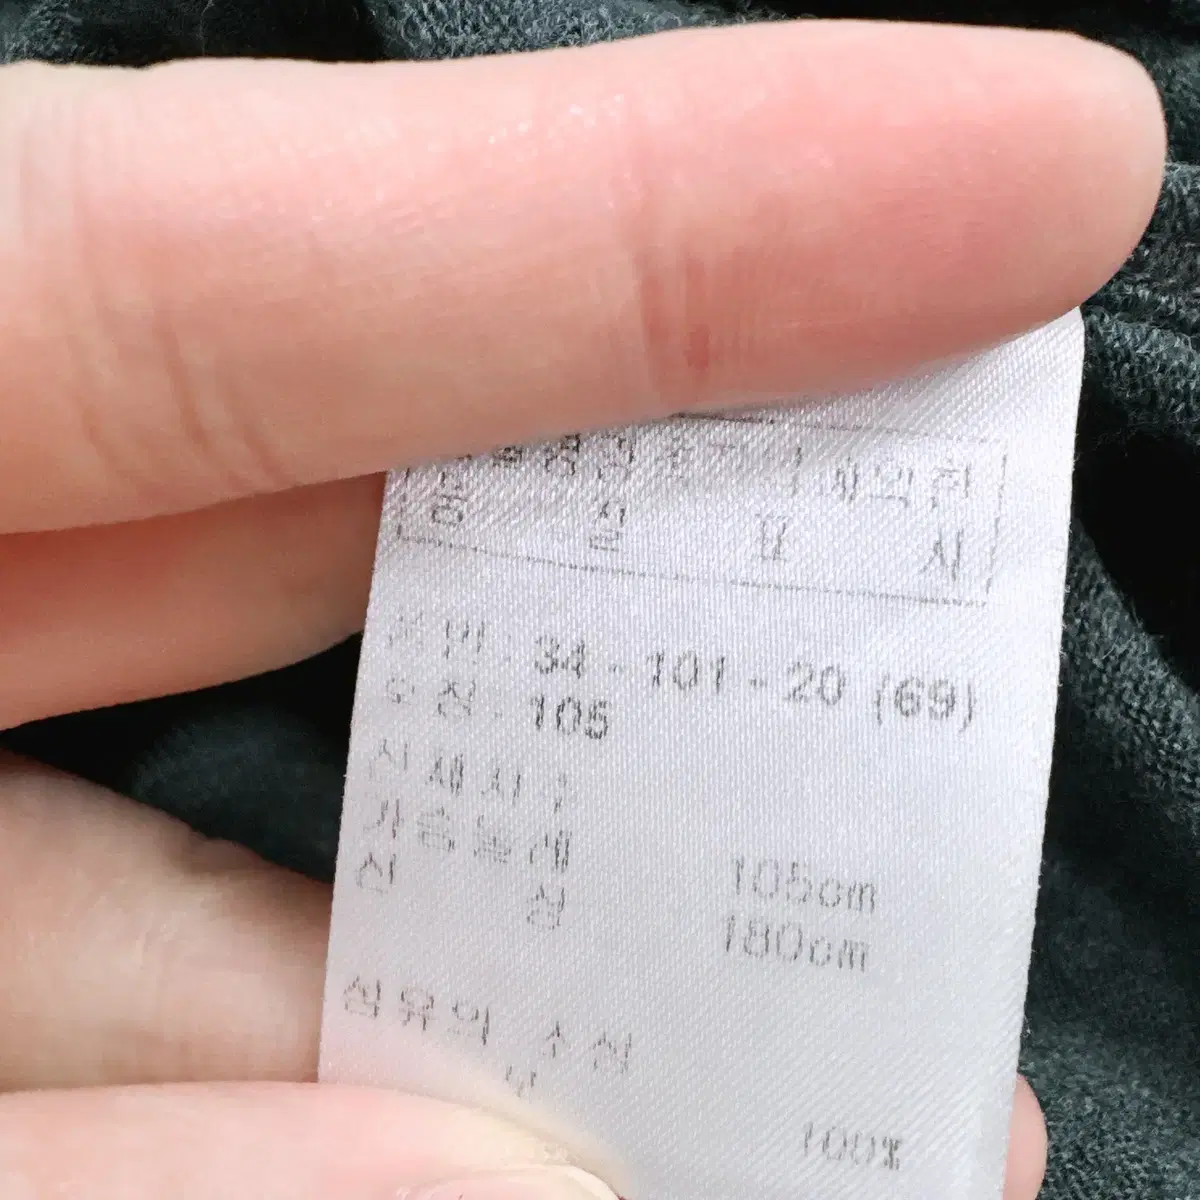 품 질 표 시
품 번 : 34 - 101 - 20 (69)
호 칭 : 105
신 체 치 수
가 슴 둘 레 105cm
신 장 180cm
섬 유 의 조 성
100%